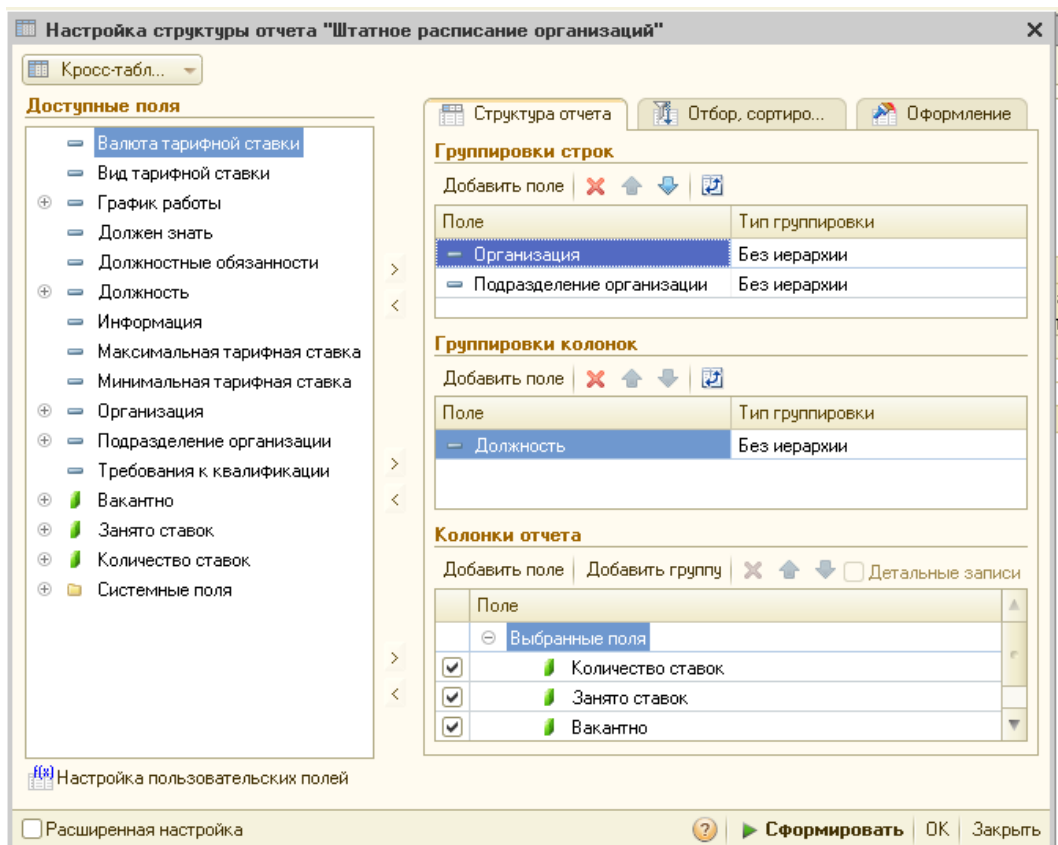 Настройка структуры отчета "Штатное расписание организаций"
Кросс-табл...
Доступные поля
Валюта тарифной ставки
Вид тарифной ставки
График работы
Должен знать
Должностные обязанности
Должность
Информация
Максимальная тарифная ставка
Минимальная тарифная ставка
Организация
Подразделение организации
Требования к квалификации
Вакантно
Занято ставок
Количество ставок
Системные поля
f(x) Настройка пользовательских полей
Структура отчета Отбор, сортиро... Оформление
Группировки строк
Добавить поле
Поле Тип группировки
Организация Без иерархии
Подразделение организации Без иерархии
Группировки колонок
Добавить поле
Поле Тип группировки
Должность Без иерархии
Колонки отчета
Добавить поле Добавить группу Детальные записи
Поле
Выбранные поля
Количество ставок
Занято ставок
Вакантно
Расширенная настройка ? Сформировать OK Закрыть